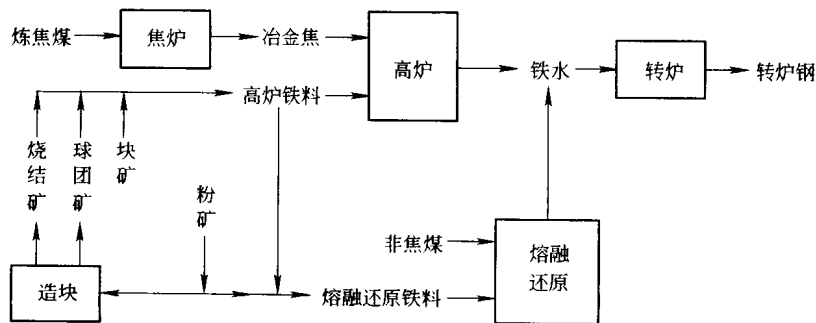 炼焦煤
焦炉
冶金焦
高炉
铁水
转炉
转炉钢
高炉铁料
烧结矿
球团矿
块矿
粉矿
非焦煤
熔融
还原
造块
熔融还原铁料